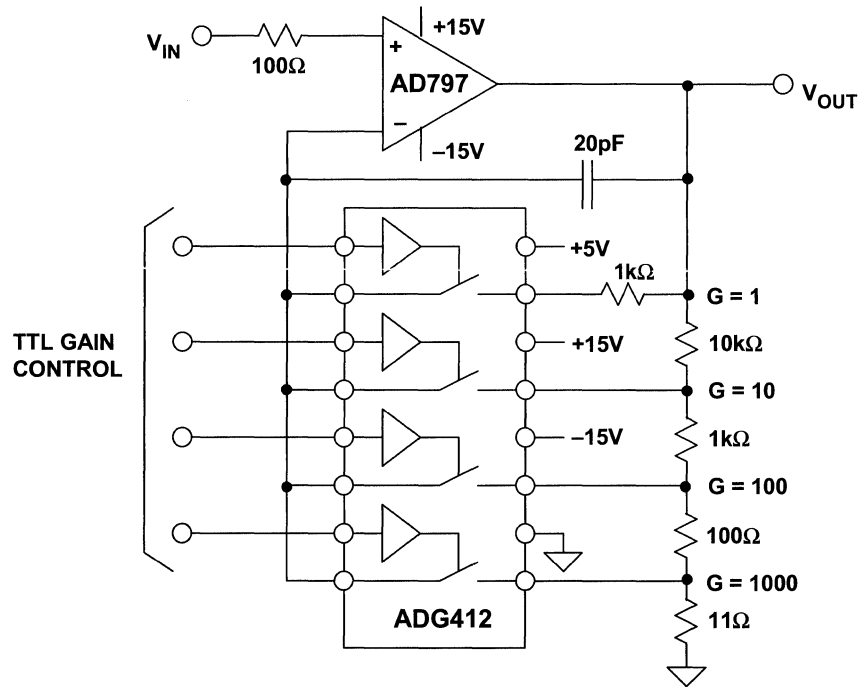 +15V
V_IN
100Ω
+
AD797
–
–15V
V_OUT
20pF
+5V
1kΩ
G = 1
TTL GAIN
CONTROL
+15V
10kΩ
G = 10
–15V
1kΩ
G = 100
100Ω
G = 1000
ADG412
11Ω